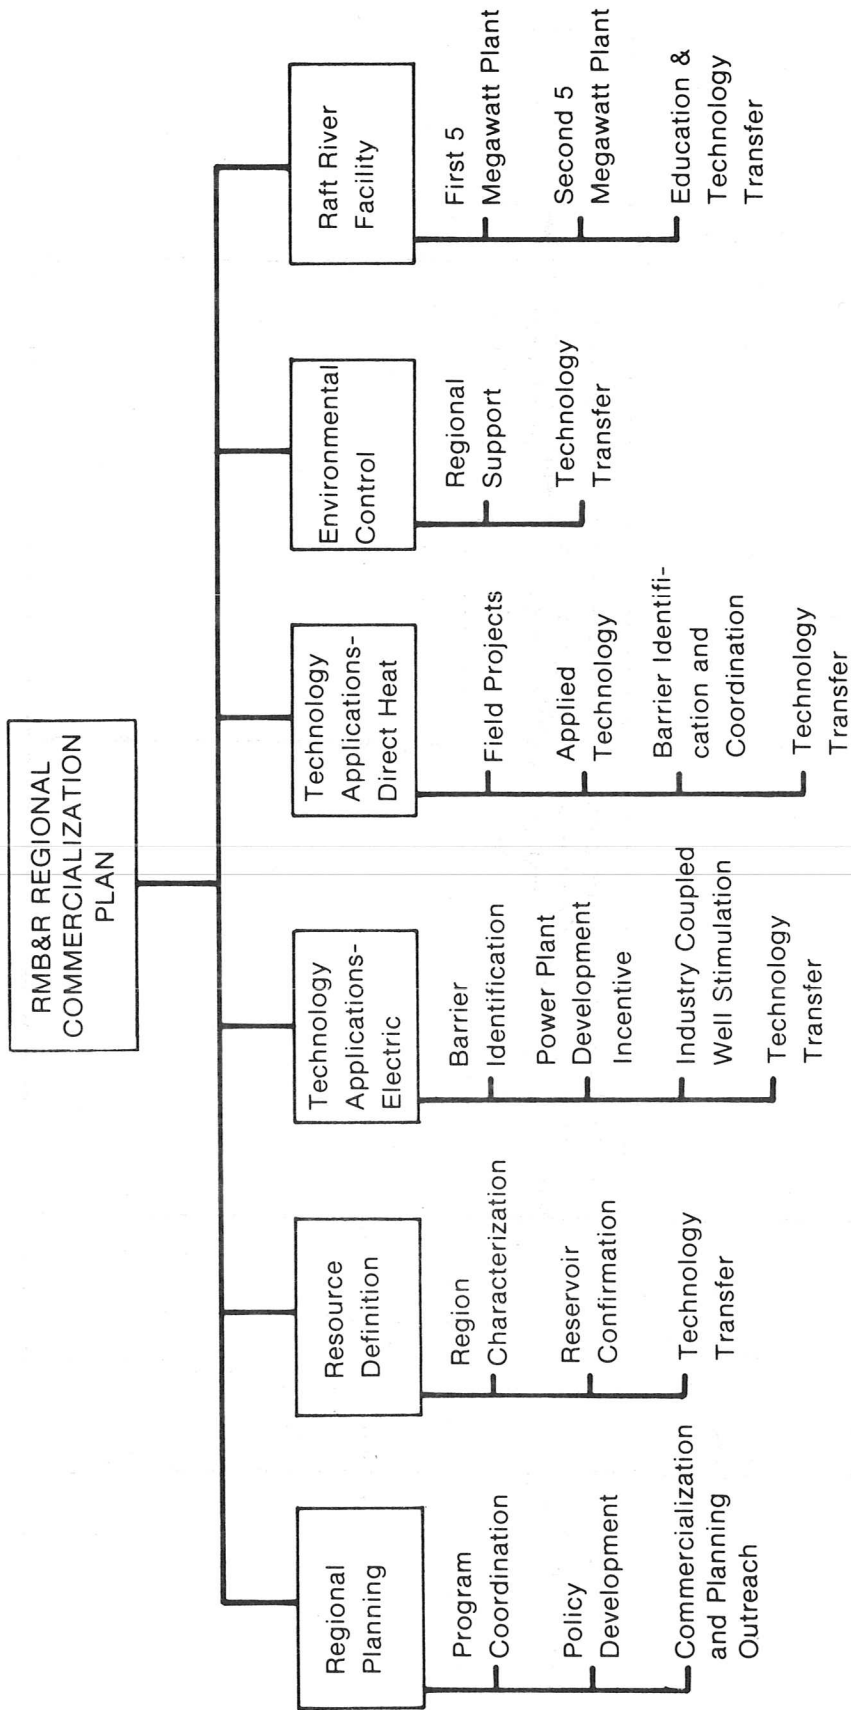 RMB&R REGIONAL
COMMERCIALIZATION
PLAN
Regional
Planning
Program
Coordination
Policy
Development
Commercialization
and Planning
Outreach
Resource
Definition
Region
Characterization
Reservoir
Confirmation
Technology
Transfer
Technology
Applications-
Electric
Barrier
Identification
Power Plant
Development
Incentive
Industry Coupled
Well Stimulation
Technology
Transfer
Technology
Applications-
Direct Heat
Field Projects
Applied
Technology
Barrier Identifi-
cation and
Coordination
Technology
Transfer
Environmental
Control
Regional
Support
Technology
Transfer
Raft River
Facility
First 5
Megawatt Plant
Second 5
Megawatt Plant
Education &
Technology
Transfer